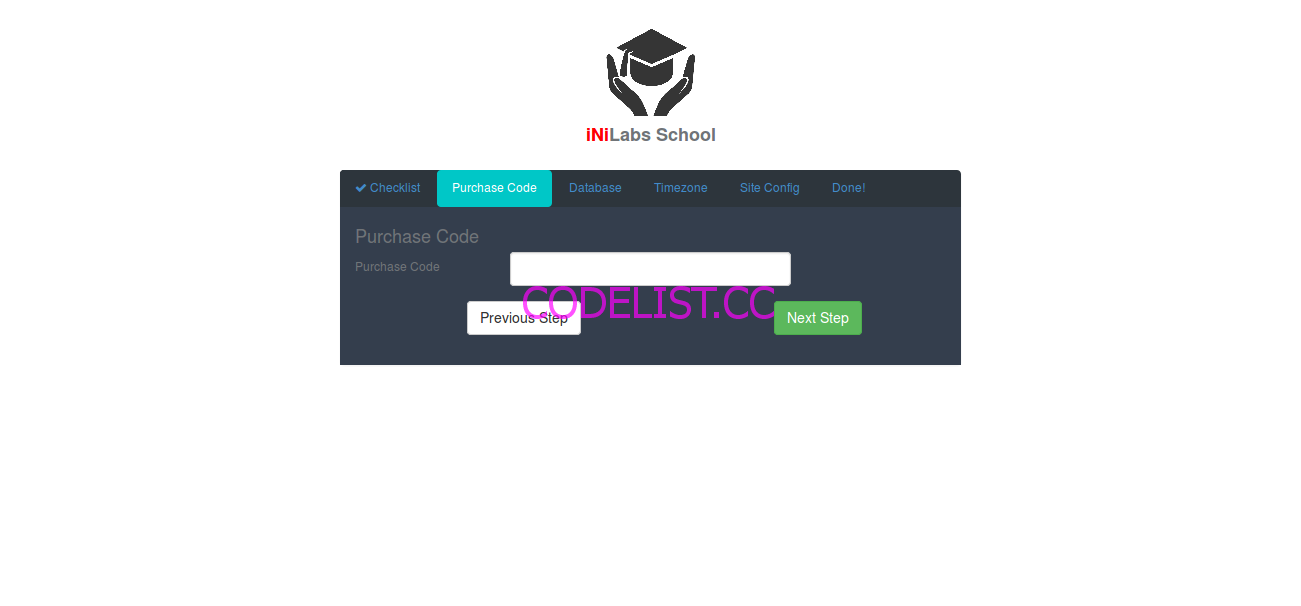 iNiLabs School
Checklist Purchase Code Database Timezone Site Config Done!
Purchase Code
Purchase Code
CODELIST.CC
Previous Step Next Step